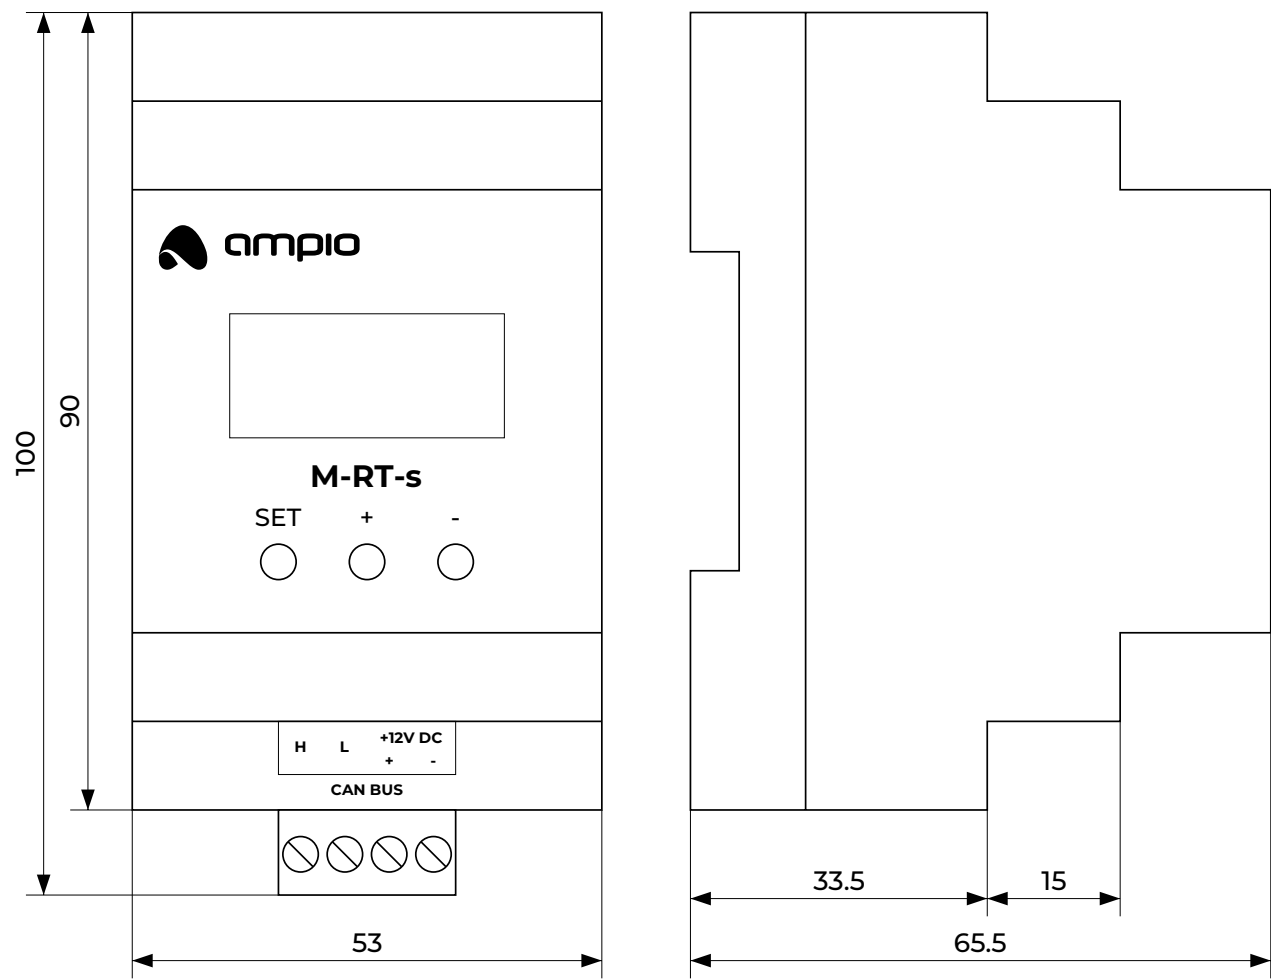 ampio
90
100
M-RT-s
SET + -
H L +12V DC
+ -
CAN BUS
33.5 15
53 65.5